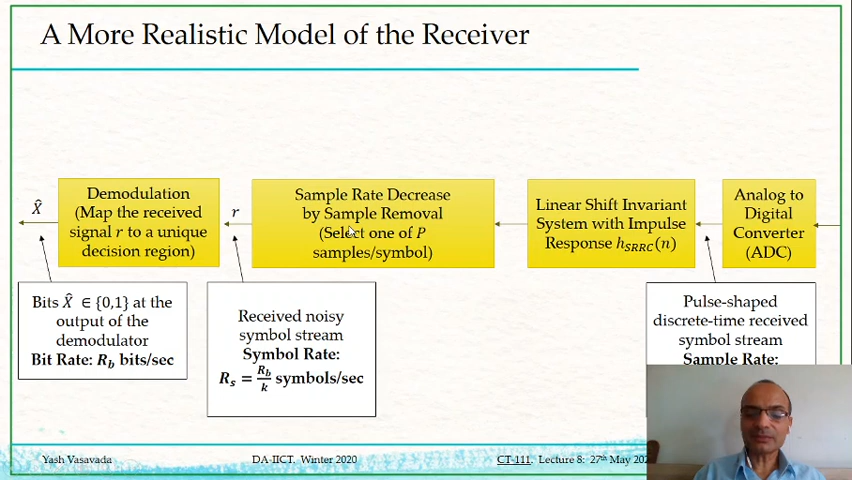 A More Realistic Model of the Receiver
X̂
Demodulation
(Map the received
signal r to a unique
decision region)
r
Sample Rate Decrease
by Sample Removal
(Select one of P
samples/symbol)
Linear Shift Invariant
System with Impulse
Response h_SRRC(n)
Analog to
Digital
Converter
(ADC)
Bits X̂ ∈ {0,1} at the
output of the
demodulator
Bit Rate: R_b bits/sec
Received noisy
symbol stream
Symbol Rate:
R_s = R_b/k symbols/sec
Pulse-shaped
discrete-time received
symbol stream
Sample Rate:
Yash Vasavada
DA-IICT. Winter 2020
CT-111. Lecture 8: 27th May